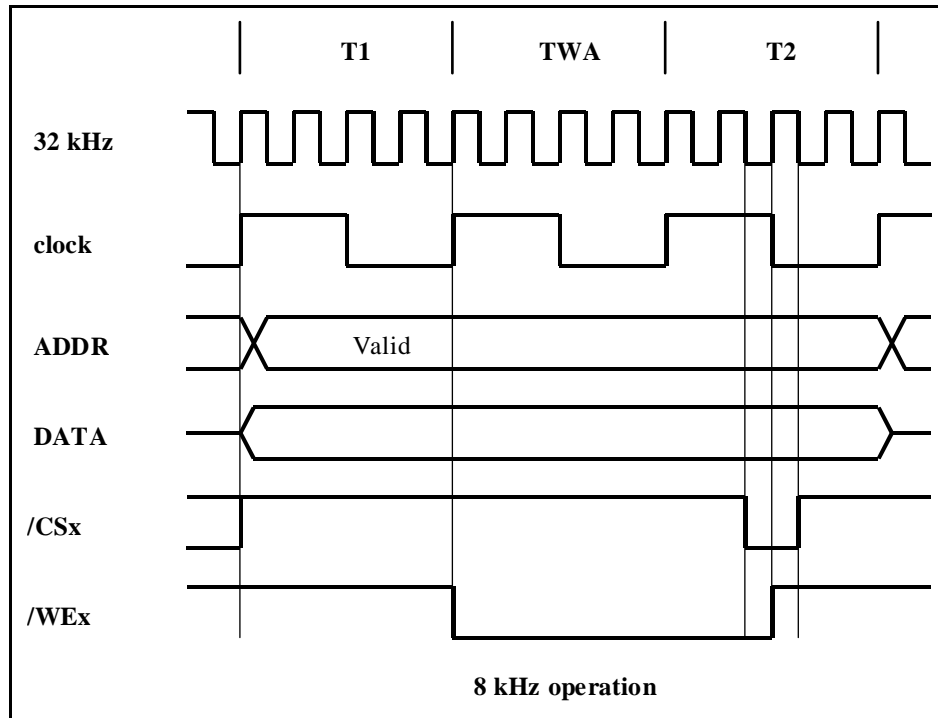 T1 TWA T2
32 kHz
clock
ADDR Valid
DATA
/CSx
/WEx
8 kHz operation